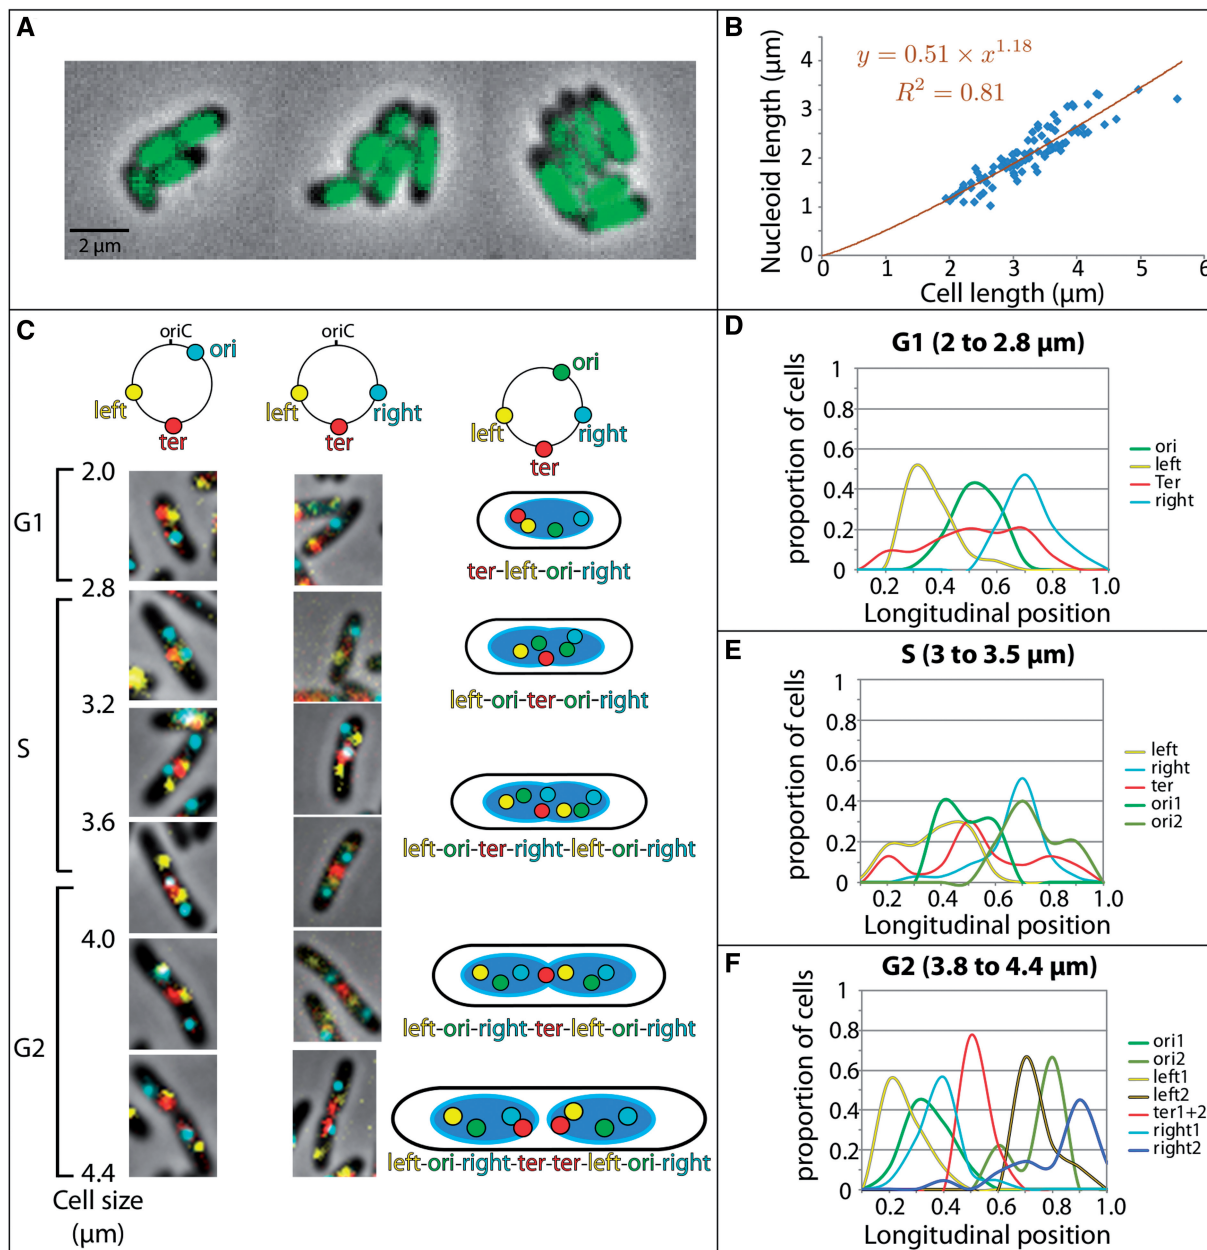 A
2 μm
B
y = 0.51 × x^1.18
R² = 0.81
Nucleoid length (μm)
4
3
2
1
0
0 1 2 3 4 5 6
Cell length (μm)
C
oriC
ori
left
ter
oriC
left
right
ter
ori
left
right
ter
2.0
G1
2.8
ter-left-ori-right
S
3.2
left-ori-ter-ori-right
3.6
left-ori-ter-right-left-ori-right
G2
4.0
left-ori-right-ter-left-ori-right
4.4
left-ori-right-ter-ter-left-ori-right
Cell size
(μm)
D
G1 (2 to 2.8 μm)
proportion of cells
1
0.8
0.6
0.4
0.2
0
0.2 0.4 0.6 0.8 1.0
Longitudinal position
ori
left
Ter
right
E
S (3 to 3.5 μm)
proportion of cells
1
0.8
0.6
0.4
0.2
0
0.2 0.4 0.6 0.8 1.0
Longitudinal position
left
right
ter
ori1
ori2
F
G2 (3.8 to 4.4 μm)
proportion of cells
1
0.8
0.6
0.4
0.2
0
0.2 0.4 0.6 0.8 1.0
Longitudinal position
ori1
ori2
left1
left2
ter1+2
right1
right2